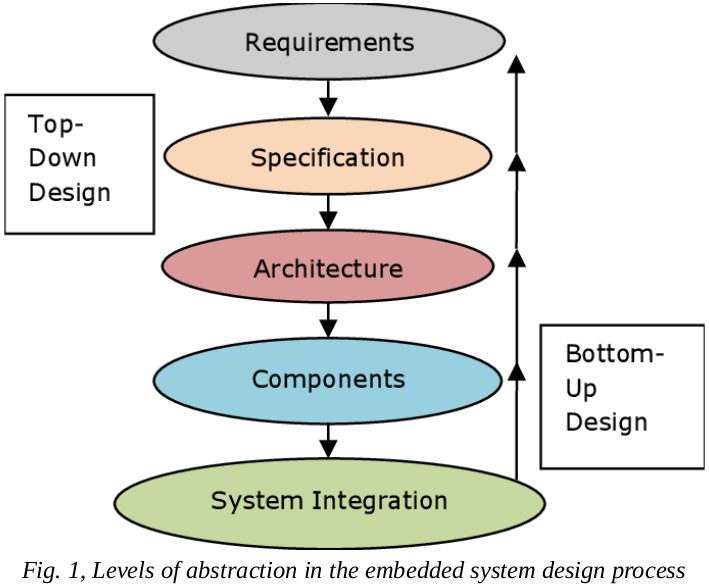 Requirements
Top-
Down
Design
Specification
Architecture
Components
Bottom-
Up
Design
System Integration
Fig. 1, Levels of abstraction in the embedded system design process